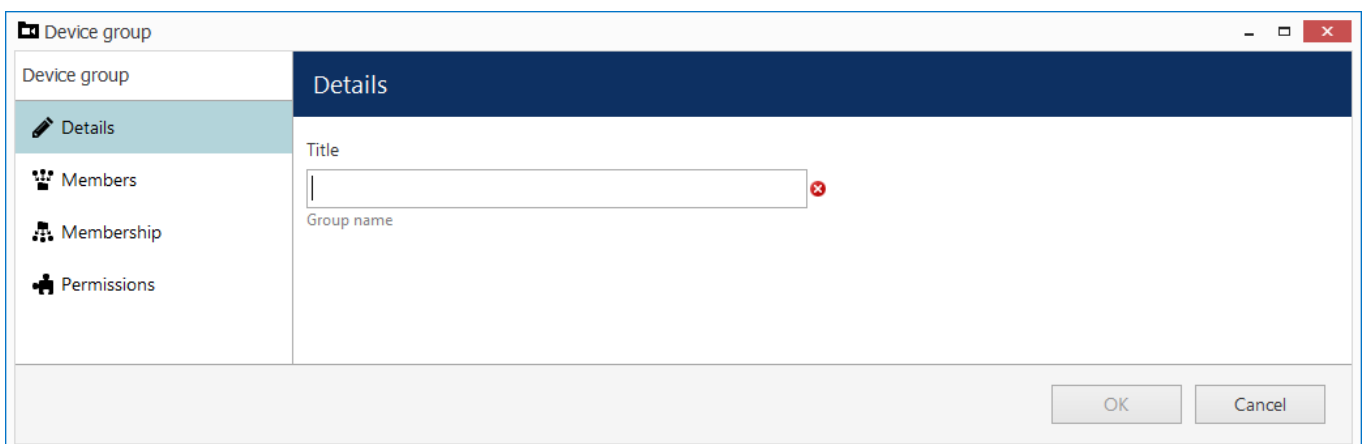 Device group
Device group
Details
Details
Title
Members
Group name
Membership
Permissions
OK
Cancel